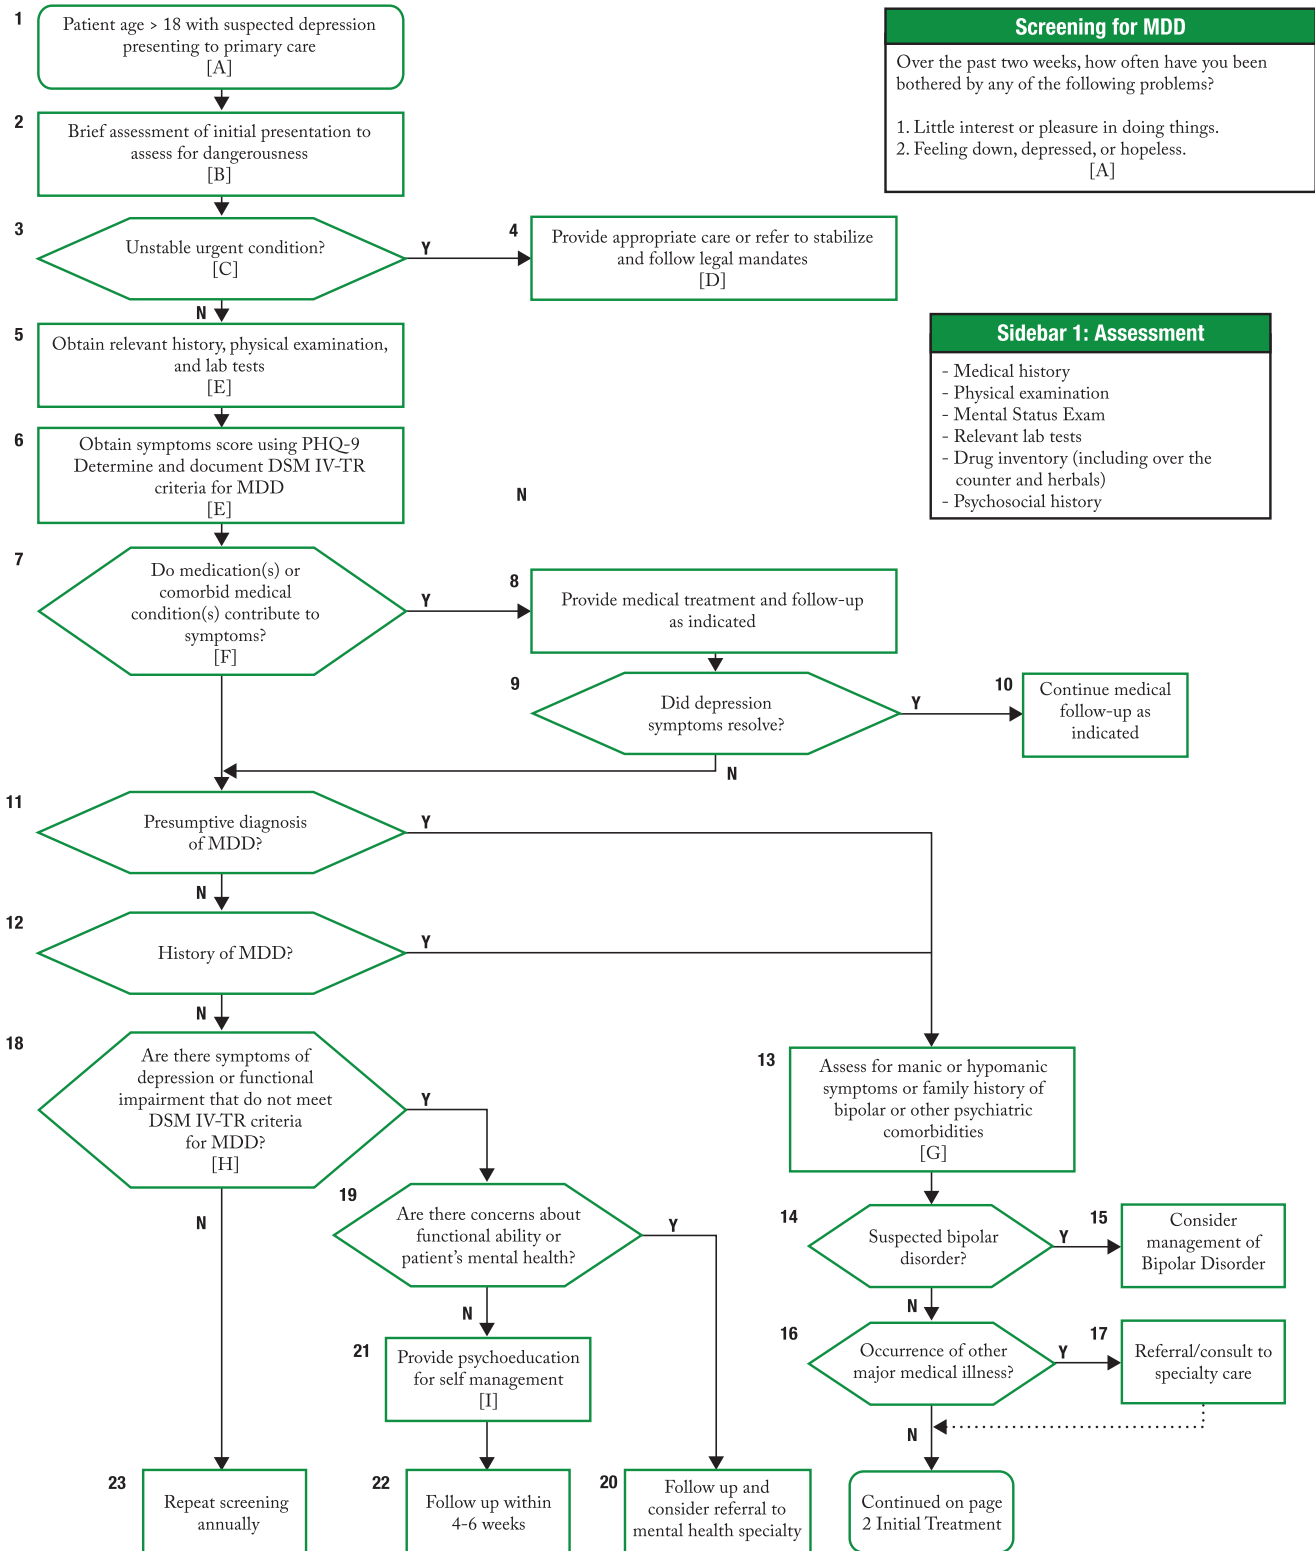 1
Patient age > 18 with suspected depression
presenting to primary care
[A]
Screening for MDD
Over the past two weeks, how often have you been
bothered by any of the following problems?
1. Little interest or pleasure in doing things.
2. Feeling down, depressed, or hopeless.
[A]
2
Brief assessment of initial presentation to
assess for dangerousness
[B]
3
Unstable urgent condition?
[C]
Y
N
4
Provide appropriate care or refer to stabilize
and follow legal mandates
[D]
5
Obtain relevant history, physical examination,
and lab tests
[E]
Sidebar 1: Assessment
- Medical history
- Physical examination
- Mental Status Exam
- Relevant lab tests
- Drug inventory (including over the
counter and herbals)
- Psychosocial history
6
Obtain symptoms score using PHQ-9
Determine and document DSM IV-TR
criteria for MDD
[E]
N
7
Do medication(s) or
comorbid medical
condition(s) contribute to
symptoms?
[F]
Y
8
Provide medical treatment and follow-up
as indicated
9
Did depression
symptoms resolve?
Y
N
10
Continue medical
follow-up as
indicated
11
Presumptive diagnosis
of MDD?
Y
N
12
History of MDD?
Y
N
18
Are there symptoms of
depression or functional
impairment that do not meet
DSM IV-TR criteria
for MDD?
[H]
Y
N
13
Assess for manic or hypomanic
symptoms or family history of
bipolar or other psychiatric
comorbidities
[G]
19
Are there concerns about
functional ability or
patient's mental health?
Y
N
14
Suspected bipolar
disorder?
Y
N
15
Consider
management of
Bipolar Disorder
16
Occurrence of other
major medical illness?
Y
N
17
Referral/consult to
specialty care
21
Provide psychoeducation
for self management
[I]
23
Repeat screening
annually
22
Follow up within
4-6 weeks
20
Follow up and
consider referral to
mental health specialty
Continued on page
2 Initial Treatment